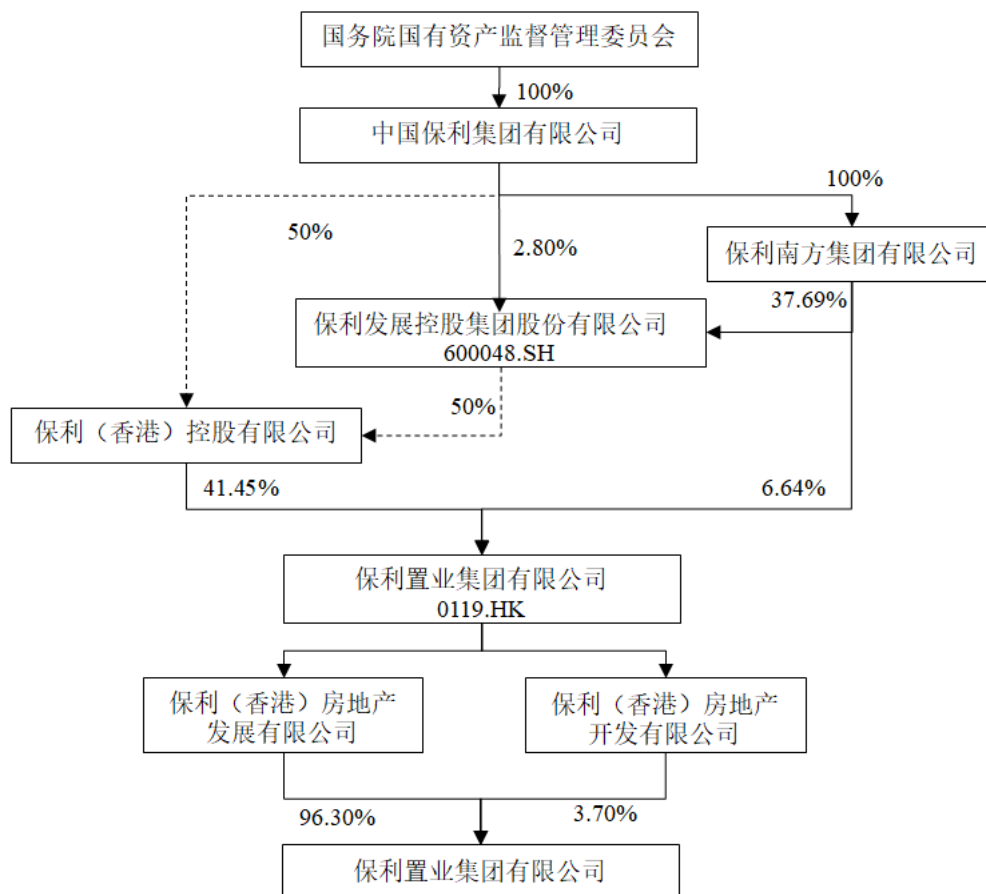 国务院国有资产监督管理委员会
100%
中国保利集团有限公司
100%
50%
2.80%
保利南方集团有限公司
37.69%
保利发展控股集团股份有限公司
600048.SH
50%
保利（香港）控股有限公司
41.45%
6.64%
保利置业集团有限公司
0119.HK
保利（香港）房地产
发展有限公司
保利（香港）房地产
开发有限公司
96.30%
3.70%
保利置业集团有限公司